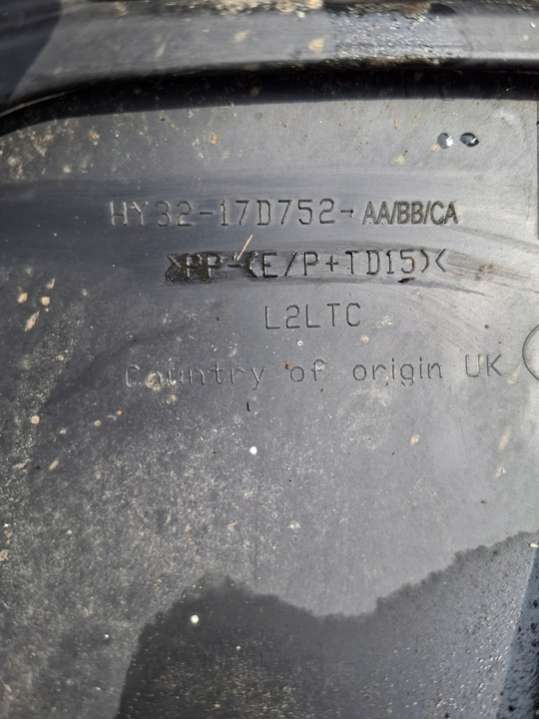 HY32-17D752-AA/BB/CA
>PP-(E/P+TD15)<
L2LTC
Country of origin UK